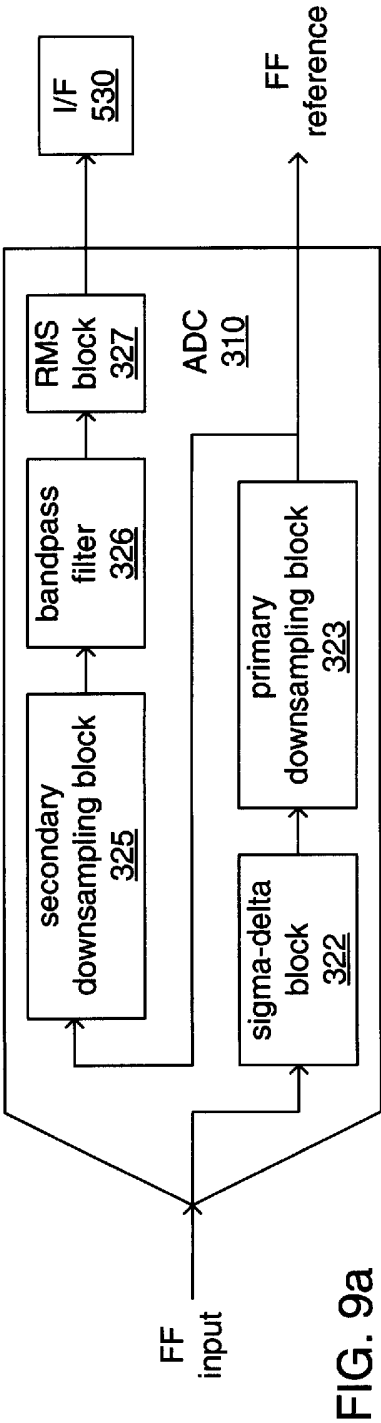 FF
input
secondary
downsampling block
325
bandpass
filter
326
RMS
block
327
I/F
530
ADC
310
sigma-delta
block
322
primary
downsampling block
323
FF
reference
FIG. 9a